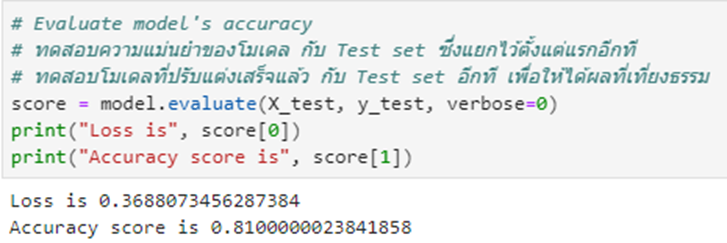 # Evaluate model's accuracy
# ทดสอบความแม่นยำของโมเดล กับ Test set ซึ่งแยกไว้ตั้งแต่แรกอีกที
# ทดสอบโมเดลที่ปรับแต่งเสร็จแล้ว กับ Test set อีกที เพื่อให้ได้ผลที่เที่ยงธรรม
score = model.evaluate(X_test, y_test, verbose=0)
print("Loss is", score[0])
print("Accuracy score is", score[1])
Loss is 0.3688073456287384
Accuracy score is 0.8100000023841858